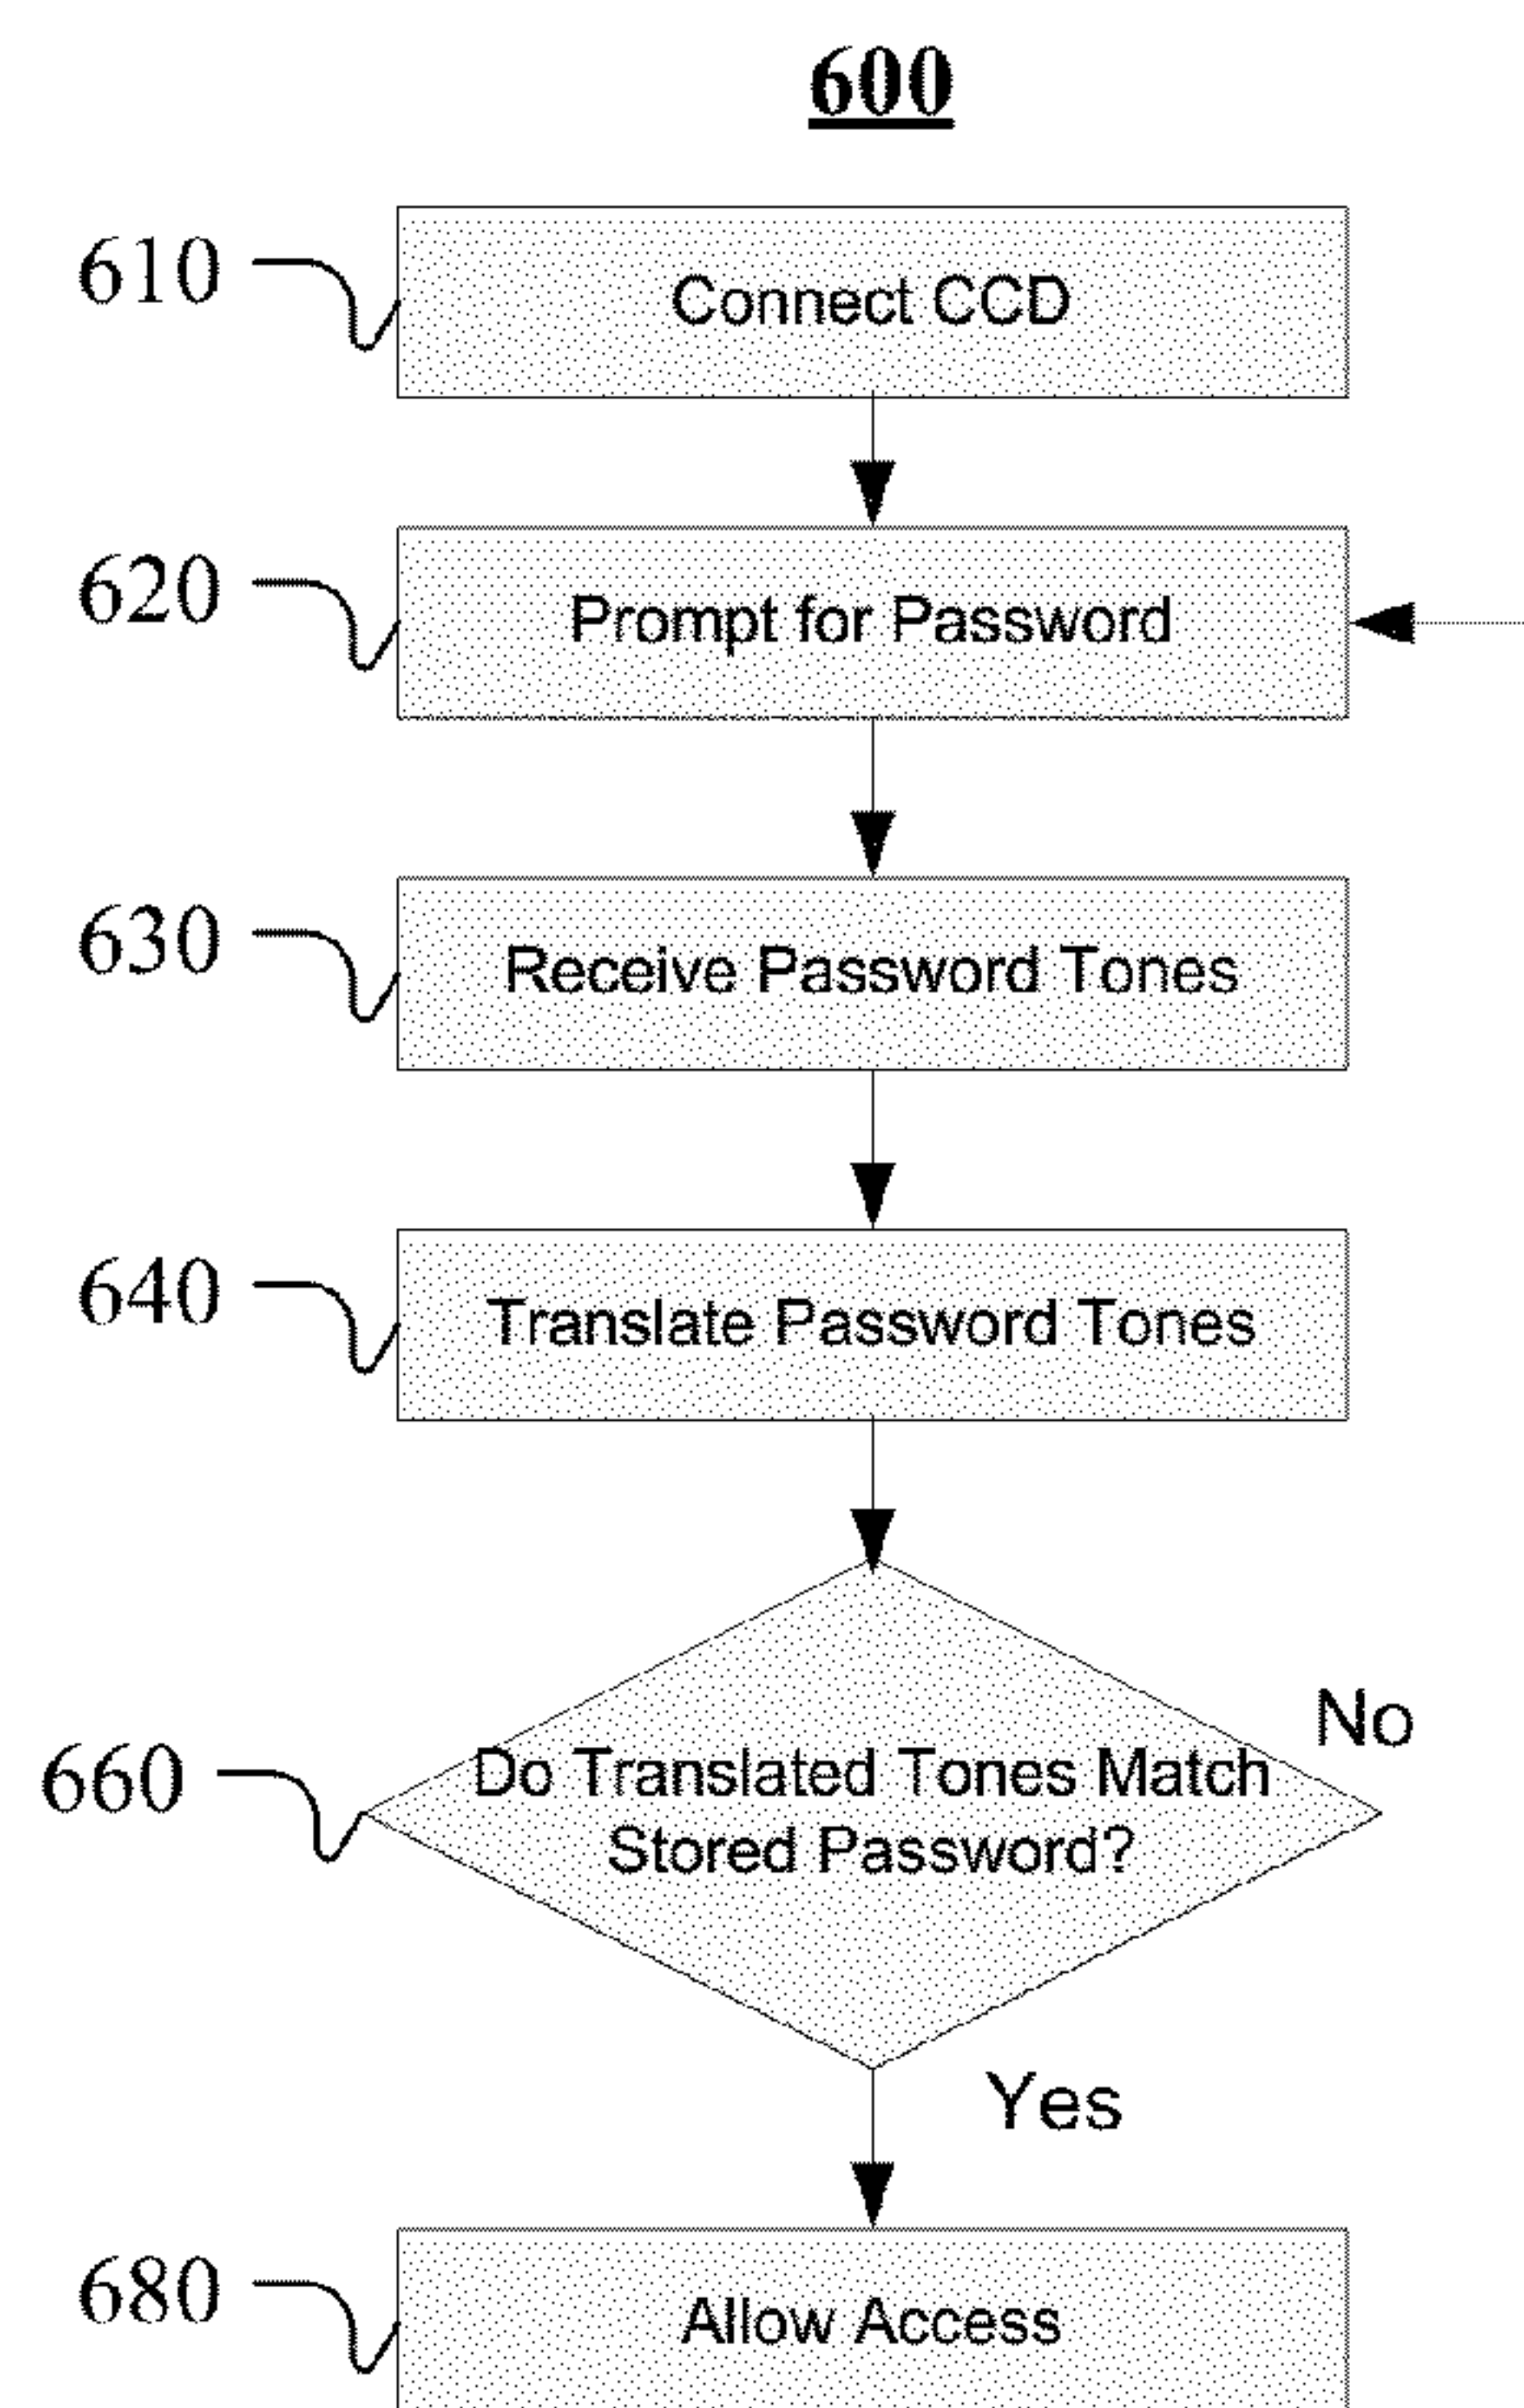 600
610
Connect CCD
620
Prompt for Password
630
Receive Password Tones
640
Translate Password Tones
No
660
Do Translated Tones Match
Stored Password?
Yes
680
Allow Access